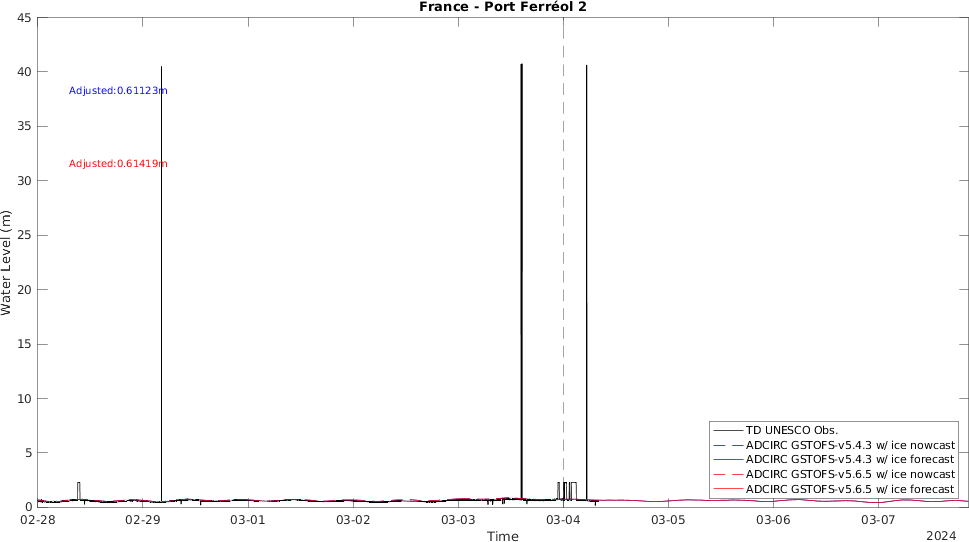 France - Port Ferréol 2
45
40
35
30
25
20
15
10
5
0
Water Level (m)
Adjusted:0.61123m
Adjusted:0.61419m
TD UNESCO Obs.
ADCIRC GSTOFS-v5.4.3 w/ ice nowcast
ADCIRC GSTOFS-v5.4.3 w/ ice forecast
ADCIRC GSTOFS-v5.6.5 w/ ice nowcast
ADCIRC GSTOFS-v5.6.5 w/ ice forecast
02-28 02-29 03-01 03-02 03-03 03-04 03-05 03-06 03-07
Time
2024